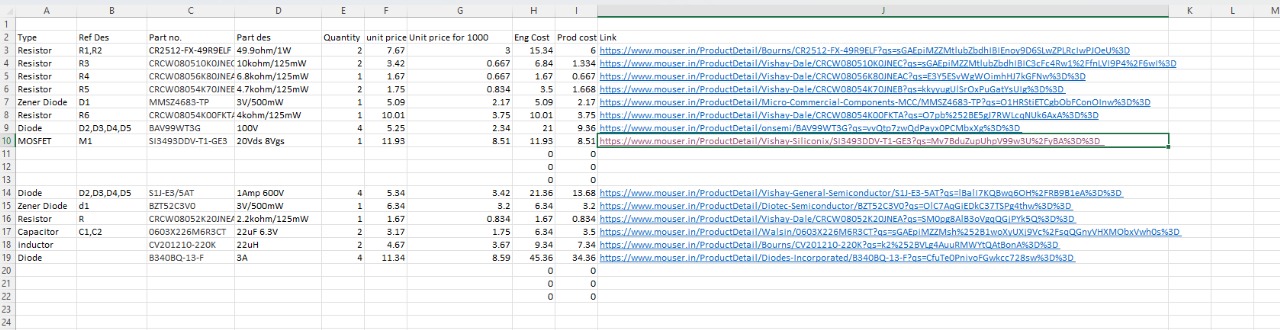 A B C D E F G H I J K L M
1
2 Type Ref Des Part no. Part des Quantity unit price Unit price for 1000 Eng Cost Prod cost Link
3 Resistor R1,R2 CR2512-FX-49R9ELF 49.9ohm/1W 2 7.67 3 15.34 6 https://www.mouser.in/ProductDetail/Bourns/CR2512-FX-49R9ELF?qs=sGAEpiMZZMtlubZbdhIBIEnoy9D6SLwZPLRcIwPJOeU%3D
4 Resistor R3 CRCW080510K0JNEC 10kohm/125mW 2 3.42 0.667 6.84 1.334 https://www.mouser.in/ProductDetail/Vishay-Dale/CRCW080510K0JNEC?qs=sGAEpiMZZMtlubZbdhIBIC3cFc4Rw1%2FfnLVI9P4%2F6wI%3D
5 Resistor R4 CRCW08056K80JNEA 6.8kohm/125mW 1 1.67 0.667 1.67 0.667 https://www.mouser.in/ProductDetail/Vishay-Dale/CRCW08056K80JNEAC?qs=E3Y5ESvWgWOimhHJ7kGFNw%3D%3D
6 Resistor R5 CRCW08054K70JNEB 4.7kohm/125mW 2 1.75 0.834 3.5 1.668 https://www.mouser.in/ProductDetail/Vishay-Dale/CRCW08054K70JNEB?qs=kkyyugUlSrOxPuGatYsUIg%3D%3D
7 Zener Diode D1 MMSZ4683-TP 3V/500mW 1 5.09 2.17 5.09 2.17 https://www.mouser.in/ProductDetail/Micro-Commercial-Components-MCC/MMSZ4683-TP?qs=O1HRStiETCgbObFConOInw%3D%3D
8 Resistor R6 CRCW08054K00FKTA 4kohm/125mW 1 10.01 3.75 10.01 3.75 https://www.mouser.in/ProductDetail/Vishay-Dale/CRCW08054K00FKTA?qs=O7pb%252BE5gJ7RWLcqNUk6AxA%3D%3D
9 Diode D2,D3,D4,D5 BAV99WT3G 100V 4 5.25 2.34 21 9.36 https://www.mouser.in/ProductDetail/onsemi/BAV99WT3G?qs=vvQtp7zwQdPayx0PCMbxXg%3D%3D
10 MOSFET M1 SI3493DDV-T1-GE3 20Vds 8Vgs 1 11.93 8.51 11.93 8.51 https://www.mouser.in/ProductDetail/Vishay-Siliconix/SI3493DDV-T1-GE3?qs=Mv7BduZupUhpV99w3U%2FyBA%3D%3D
11 0 0
12 0 0
13 0 0
14 Diode D2,D3,D4,D5 S1J-E3/5AT 1Amp 600V 4 5.34 3.42 21.36 13.68 https://www.mouser.in/ProductDetail/Vishay-General-Semiconductor/S1J-E3-5AT?qs=lBalI7KQBwq6OH%2FRB9B1eA%3D%3D
15 Zener Diode d1 BZT52C3V0 3V/500mW 1 6.34 3.2 6.34 3.2 https://www.mouser.in/ProductDetail/Diotec-Semiconductor/BZT52C3V0?qs=OlC7AqGiEDkC37TSPg4thw%3D%3D
16 Resistor R CRCW08052K20JNEA 2.2kohm/125mW 1 1.67 0.834 1.67 0.834 https://www.mouser.in/ProductDetail/Vishay-Dale/CRCW08052K20JNEA?qs=SM0pg8AlB3oVgqQGjPYk5Q%3D%3D
17 Capacitor C1,C2 0603X226M6R3CT 22uF 6.3V 2 3.17 1.75 6.34 3.5 https://www.mouser.in/ProductDetail/Walsin/0603X226M6R3CT?qs=sGAEpiMZZMsh%252B1woXyUXj9Vc%2FsqQGnyVHXMObxVwh0s%3D
18 inductor CV201210-220K 22uH 2 4.67 3.67 9.34 7.34 https://www.mouser.in/ProductDetail/Bourns/CV201210-220K?qs=k2%252BVLg4AuuRMWYtQAtBonA%3D%3D
19 Diode B340BQ-13-F 3A 4 11.34 8.59 45.36 34.36 https://www.mouser.in/ProductDetail/Diodes-Incorporated/B340BQ-13-F?qs=CfuTe0PnivoFGwkcc728sw%3D%3D
20 0 0
21 0 0
22 0 0
23
24